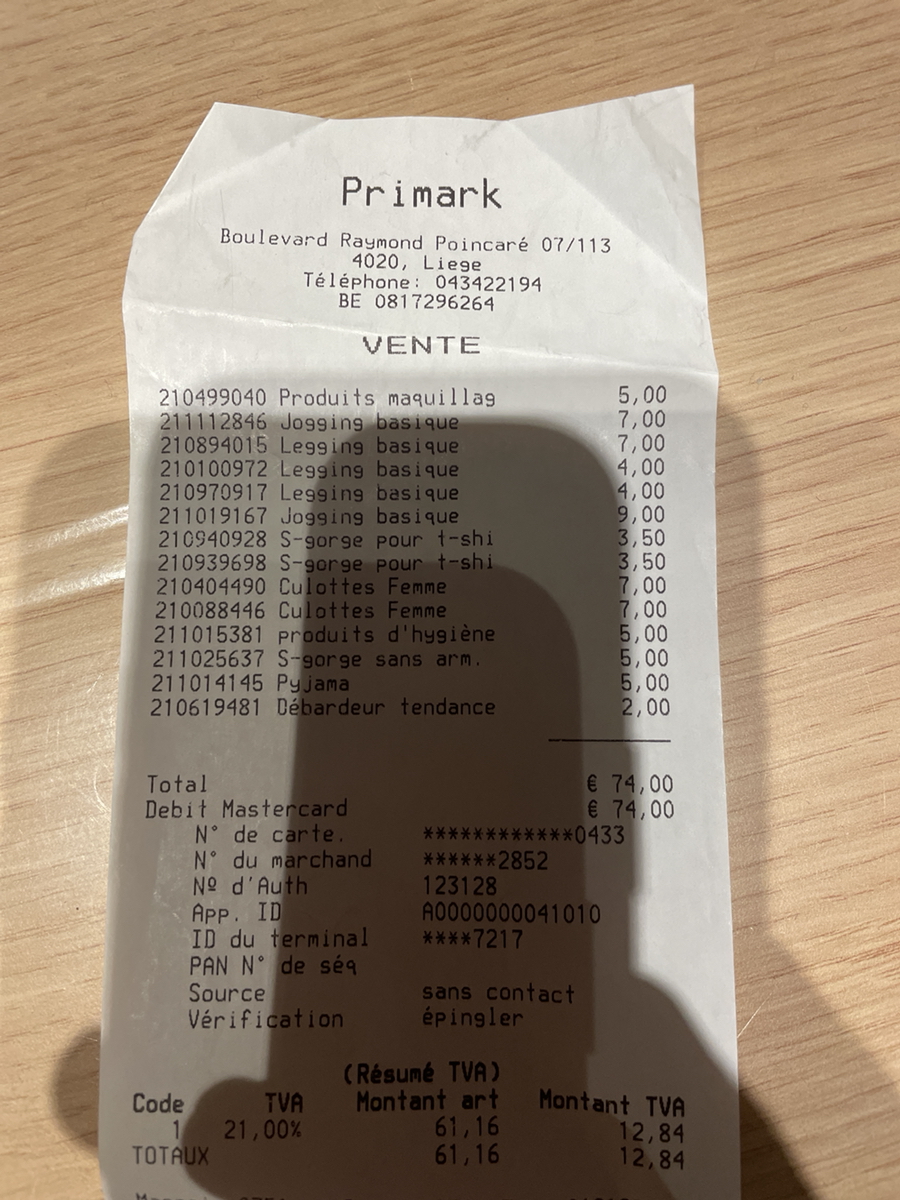 Primark
Boulevard Raymond Poincaré 07/113
4020, Liege
Téléphone: 043422194
BE 0817296264
VENTE
210499040 Produits maquillag 5,00
211112846 Jogging basique 7,00
210894015 Legging basique 7,00
210100972 Legging basique 4,00
210970917 Legging basique 4,00
211019167 Jogging basique 9,00
210940928 S-gorge pour t-shi 3,50
210939698 S-gorge pour t-shi 3,50
210404490 Culottes Femme 7,00
210088446 Culottes Femme 7,00
211015381 produits d'hygiène 5,00
211025637 S-gorge sans arm. 5,00
211014145 Pyjama 5,00
210619481 Débardeur tendance 2,00
Total € 74,00
Debit Mastercard € 74,00
N° de carte. ************0433
N° du marchand ******2852
Nº d'Auth 123128
App. ID A0000000041010
ID du terminal ****7217
PAN N° de séq
Source sans contact
Vérification épingler
(Résumé TVA)
Code TVA Montant art Montant TVA
1 21,00% 61,16 12,84
TOTAUX 61,16 12,84